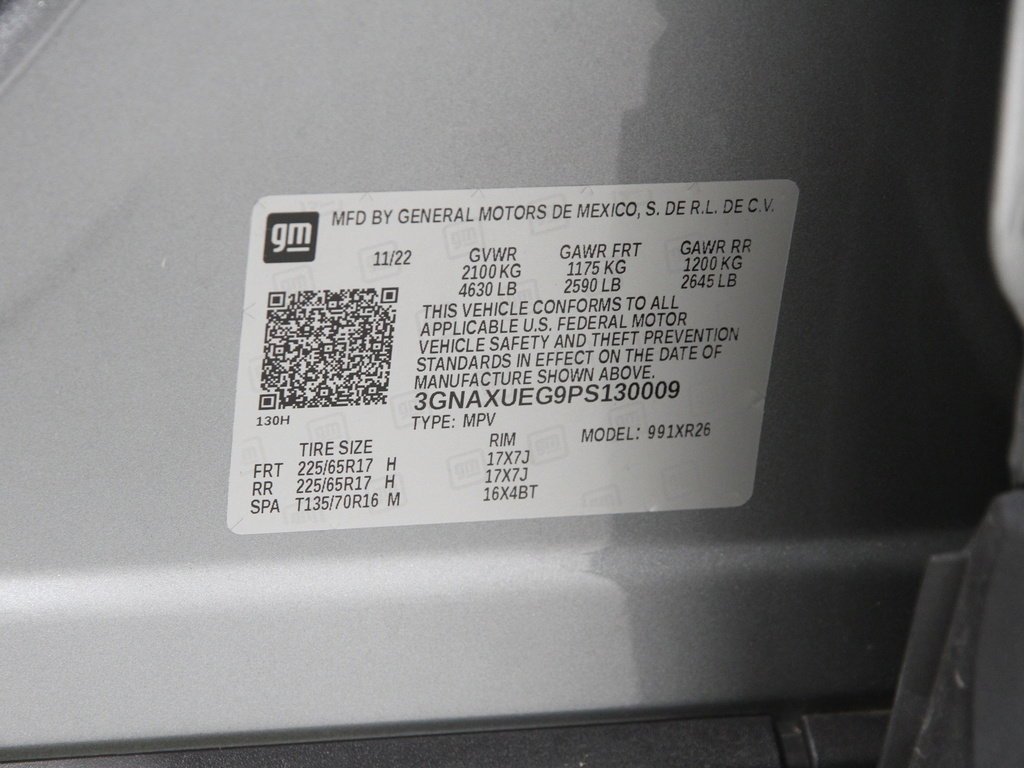 gm
MFD BY GENERAL MOTORS DE MEXICO, S. DE R.L. DE C.V.
11/22 GVWR GAWR FRT GAWR RR
2100 KG 1175 KG 1200 KG
4630 LB 2590 LB 2645 LB
THIS VEHICLE CONFORMS TO ALL
APPLICABLE U.S. FEDERAL MOTOR
VEHICLE SAFETY AND THEFT PREVENTION
STANDARDS IN EFFECT ON THE DATE OF
MANUFACTURE SHOWN ABOVE.
3GNAXUEG9PS130009
130H
TYPE: MPV
TIRE SIZE RIM MODEL: 991XR26
FRT 225/65R17 H 17X7J
RR 225/65R17 H 17X7J
SPA T135/70R16 M 16X4BT